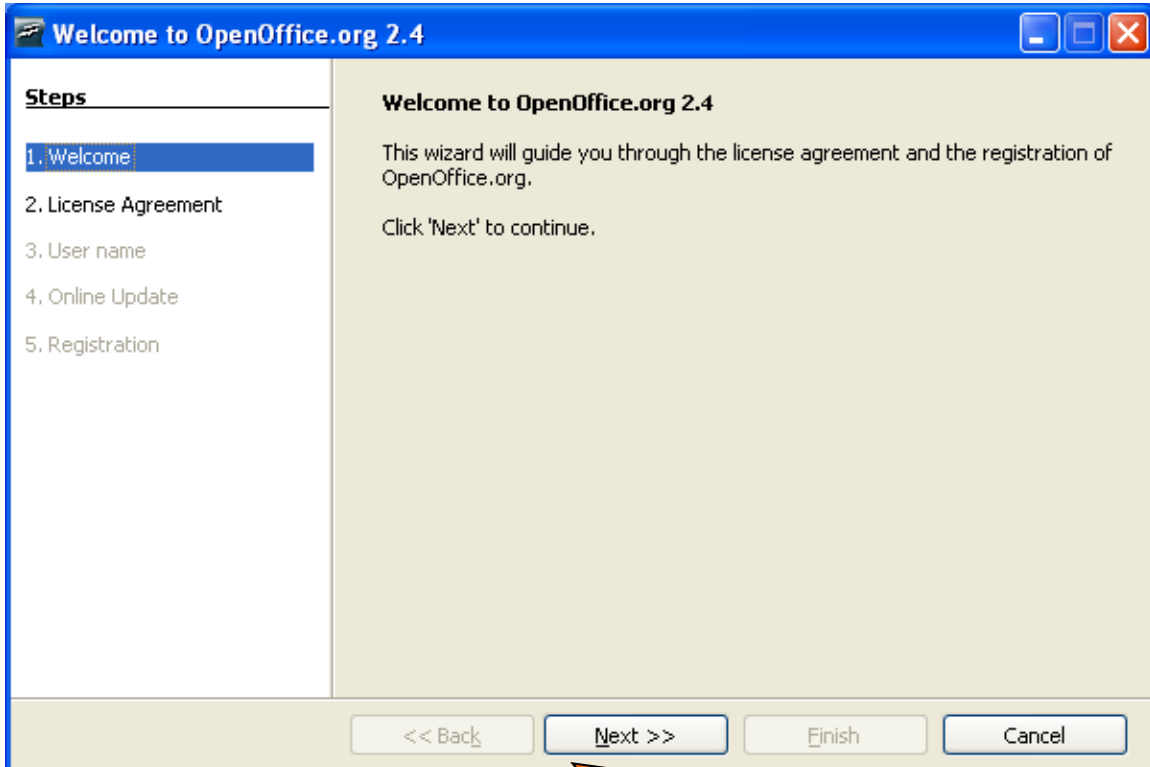 Welcome to OpenOffice.org 2.4
Steps
1. Welcome
2. License Agreement
3. User name
4. Online Update
5. Registration
Welcome to OpenOffice.org 2.4
This wizard will guide you through the license agreement and the registration of
OpenOffice.org.
Click 'Next' to continue.
<< Back
Next >>
Finish
Cancel